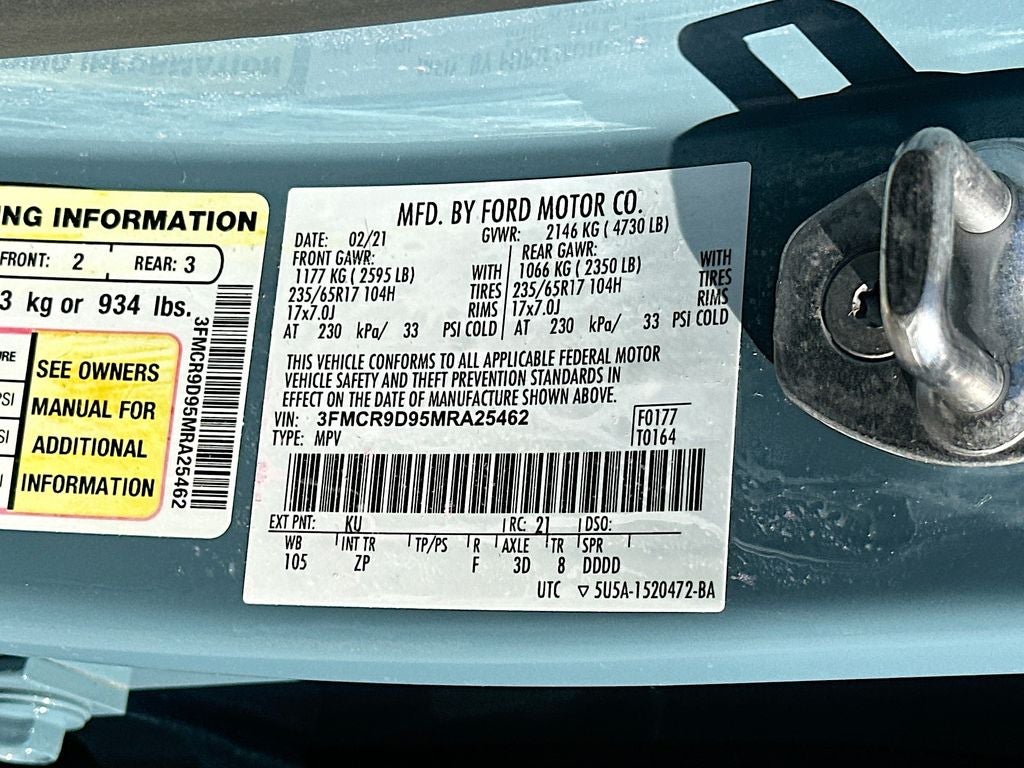 NG INFORMATION
FRONT: 2 REAR: 3
3 kg or 934 lbs.
SEE OWNERS
MANUAL FOR
ADDITIONAL
INFORMATION
3FMCR9D95MRA25462
MFD. BY FORD MOTOR CO.
DATE: 02/21 GVWR: 2146 KG ( 4730 LB)
FRONT GAWR: REAR GAWR:
1177 KG ( 2595 LB) WITH 1066 KG ( 2350 LB) WITH
235/65R17 104H TIRES 235/65R17 104H TIRES
17x7.0J RIMS 17x7.0J RIMS
AT 230 kPa/ 33 PSI COLD AT 230 kPa/ 33 PSI COLD
THIS VEHICLE CONFORMS TO ALL APPLICABLE FEDERAL MOTOR
VEHICLE SAFETY AND THEFT PREVENTION STANDARDS IN
EFFECT ON THE DATE OF MANUFACTURE SHOWN ABOVE.
VIN: 3FMCR9D95MRA25462 F0177
TYPE: MPV T0164
EXT PNT: KU RC: 21 DSO:
WB INT TR TP/PS R AXLE TR SPR
105 ZP F 3D 8 DDDD
UTC ▽ 5U5A-1520472-BA